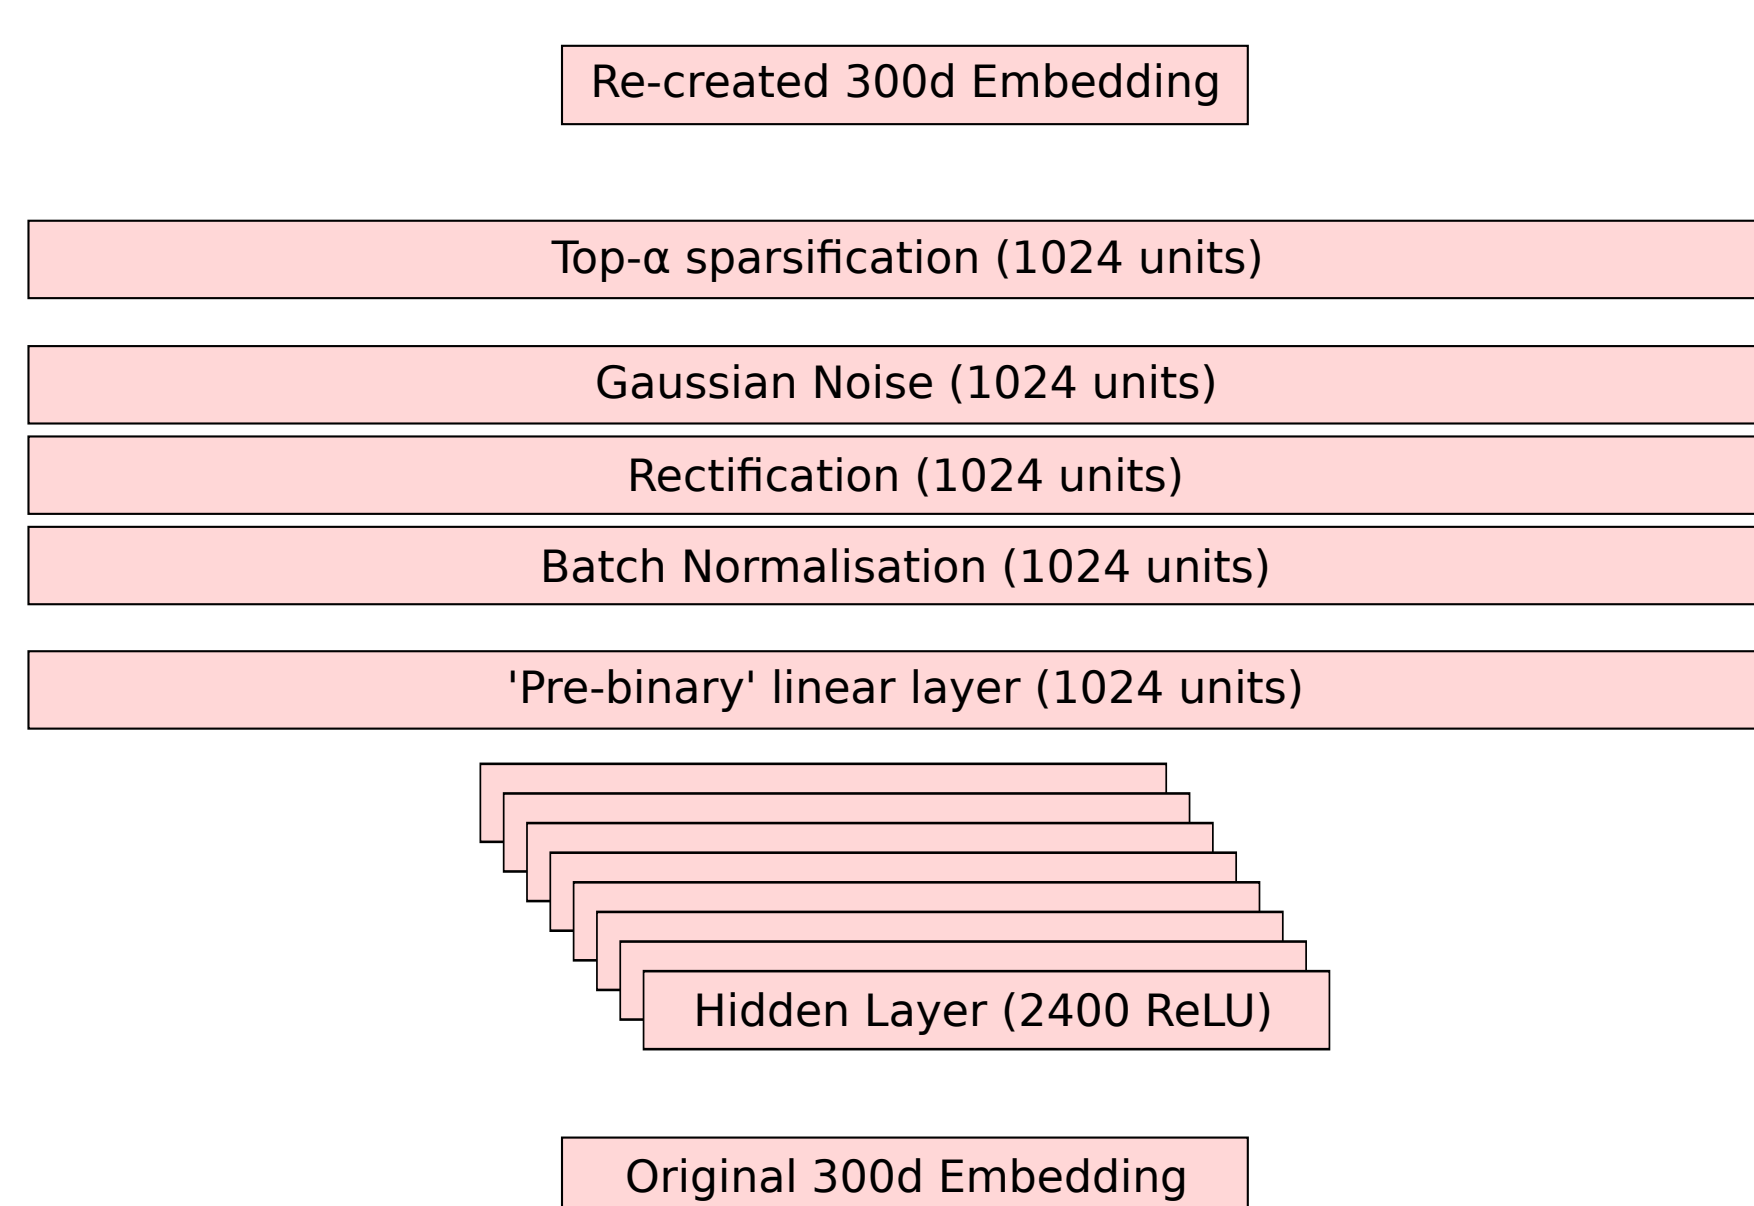 Re-created 300d Embedding
Top-α sparsification (1024 units)
Gaussian Noise (1024 units)
Rectification (1024 units)
Batch Normalisation (1024 units)
'Pre-binary' linear layer (1024 units)
Hidden Layer (2400 ReLU)
Original 300d Embedding